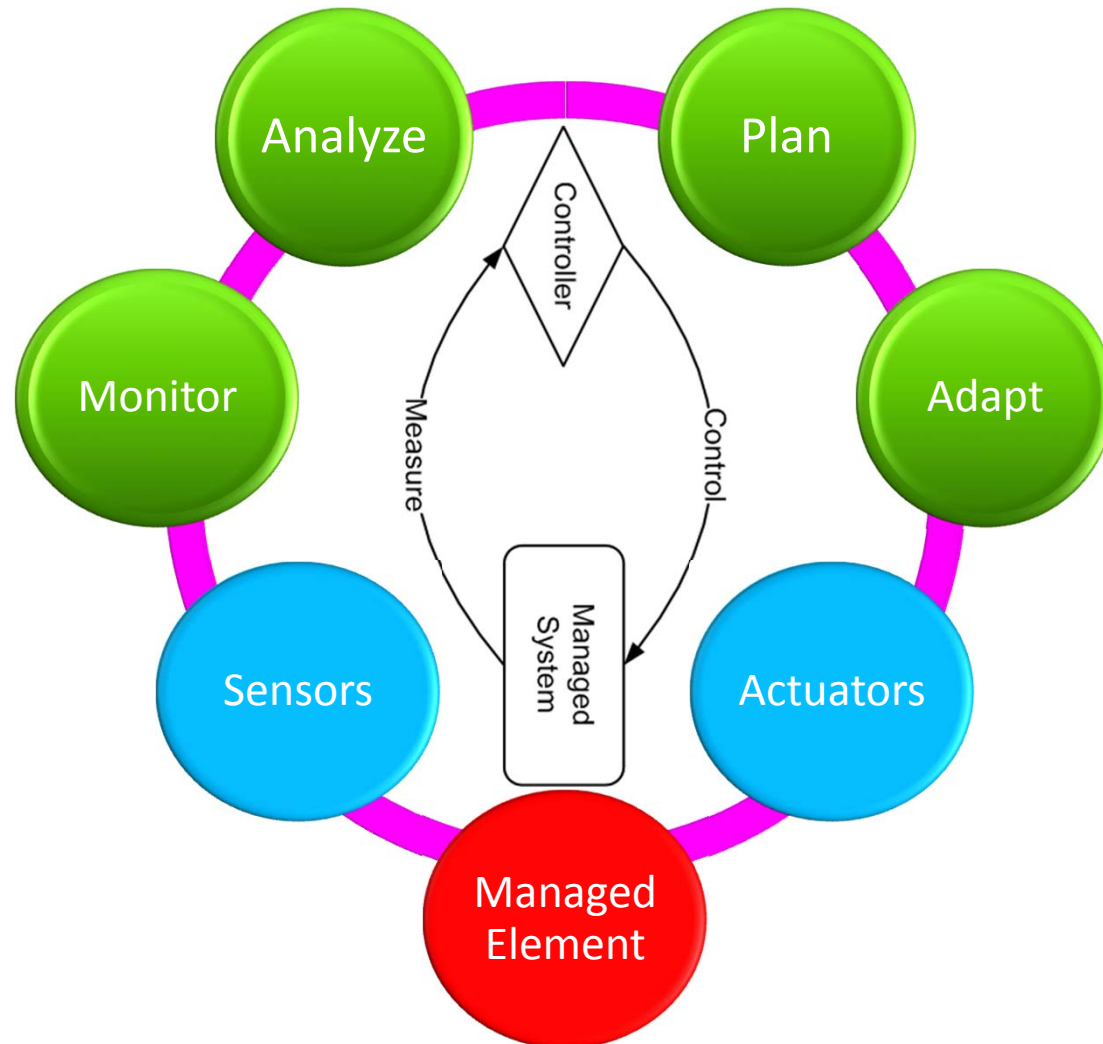 Analyze
Plan
Controller
Monitor
Adapt
Measure
Control
Managed
System
Sensors
Actuators
Managed
Element